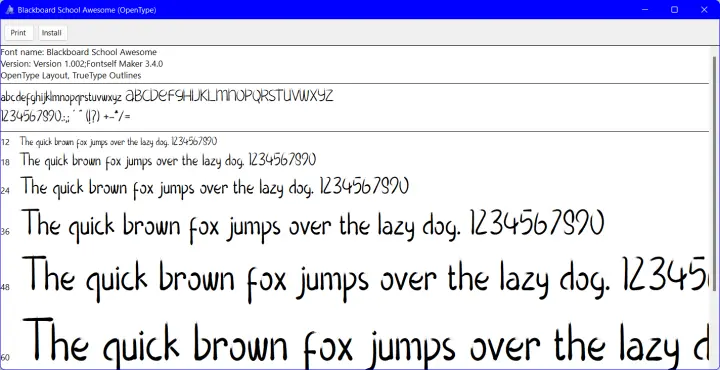 Blackboard School Awesome (OpenType)
Print Install
Font name: Blackboard School Awesome
Version: Version 1.002;Fontself Maker 3.4.0
OpenType Layout, TrueType Outlines
abcdefghijklmnopqrstuvwxyz ABCDEFGHIJKLMNOPQRSTUVWXYZ
1234567890.:,; ' " (!?) +-*/=
12 The quick brown fox jumps over the lazy dog. 1234567890
18 The quick brown fox jumps over the lazy dog. 1234567890
24 The quick brown fox jumps over the lazy dog. 1234567890
36 The quick brown fox jumps over the lazy dog. 1234567890
48 The quick brown fox jumps over the lazy dog. 12345
60 The quick brown fox jumps over the lazy d